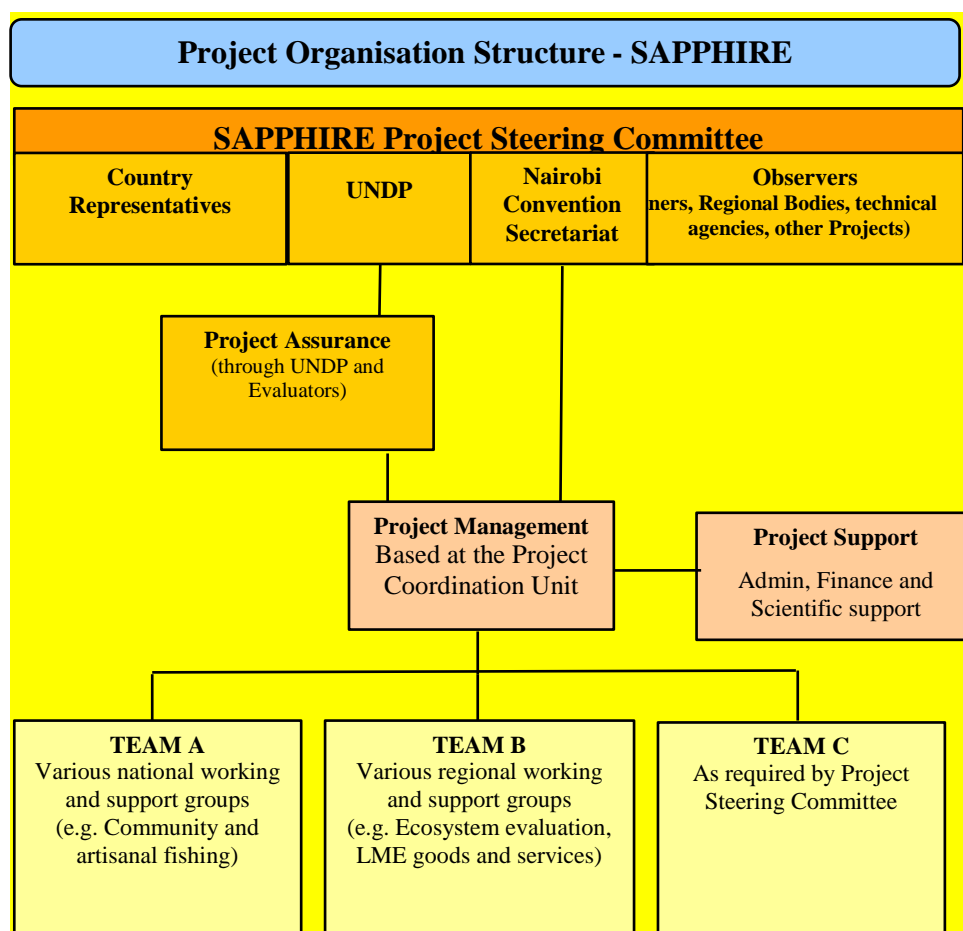 Project Organisation Structure - SAPPHIRE
SAPPHIRE Project Steering Committee
Country
Representatives
UNDP
Nairobi
Convention
Secretariat
Observers
ners, Regional Bodies, technical
agencies, other Projects)
Project Assurance
(through UNDP and
Evaluators)
Project Management
Based at the Project
Coordination Unit
Project Support
Admin, Finance and
Scientific support
TEAM A
Various national working
and support groups
(e.g. Community and
artisanal fishing)
TEAM B
Various regional working
and support groups
(e.g. Ecosystem evaluation,
LME goods and services)
TEAM C
As required by Project
Steering Committee